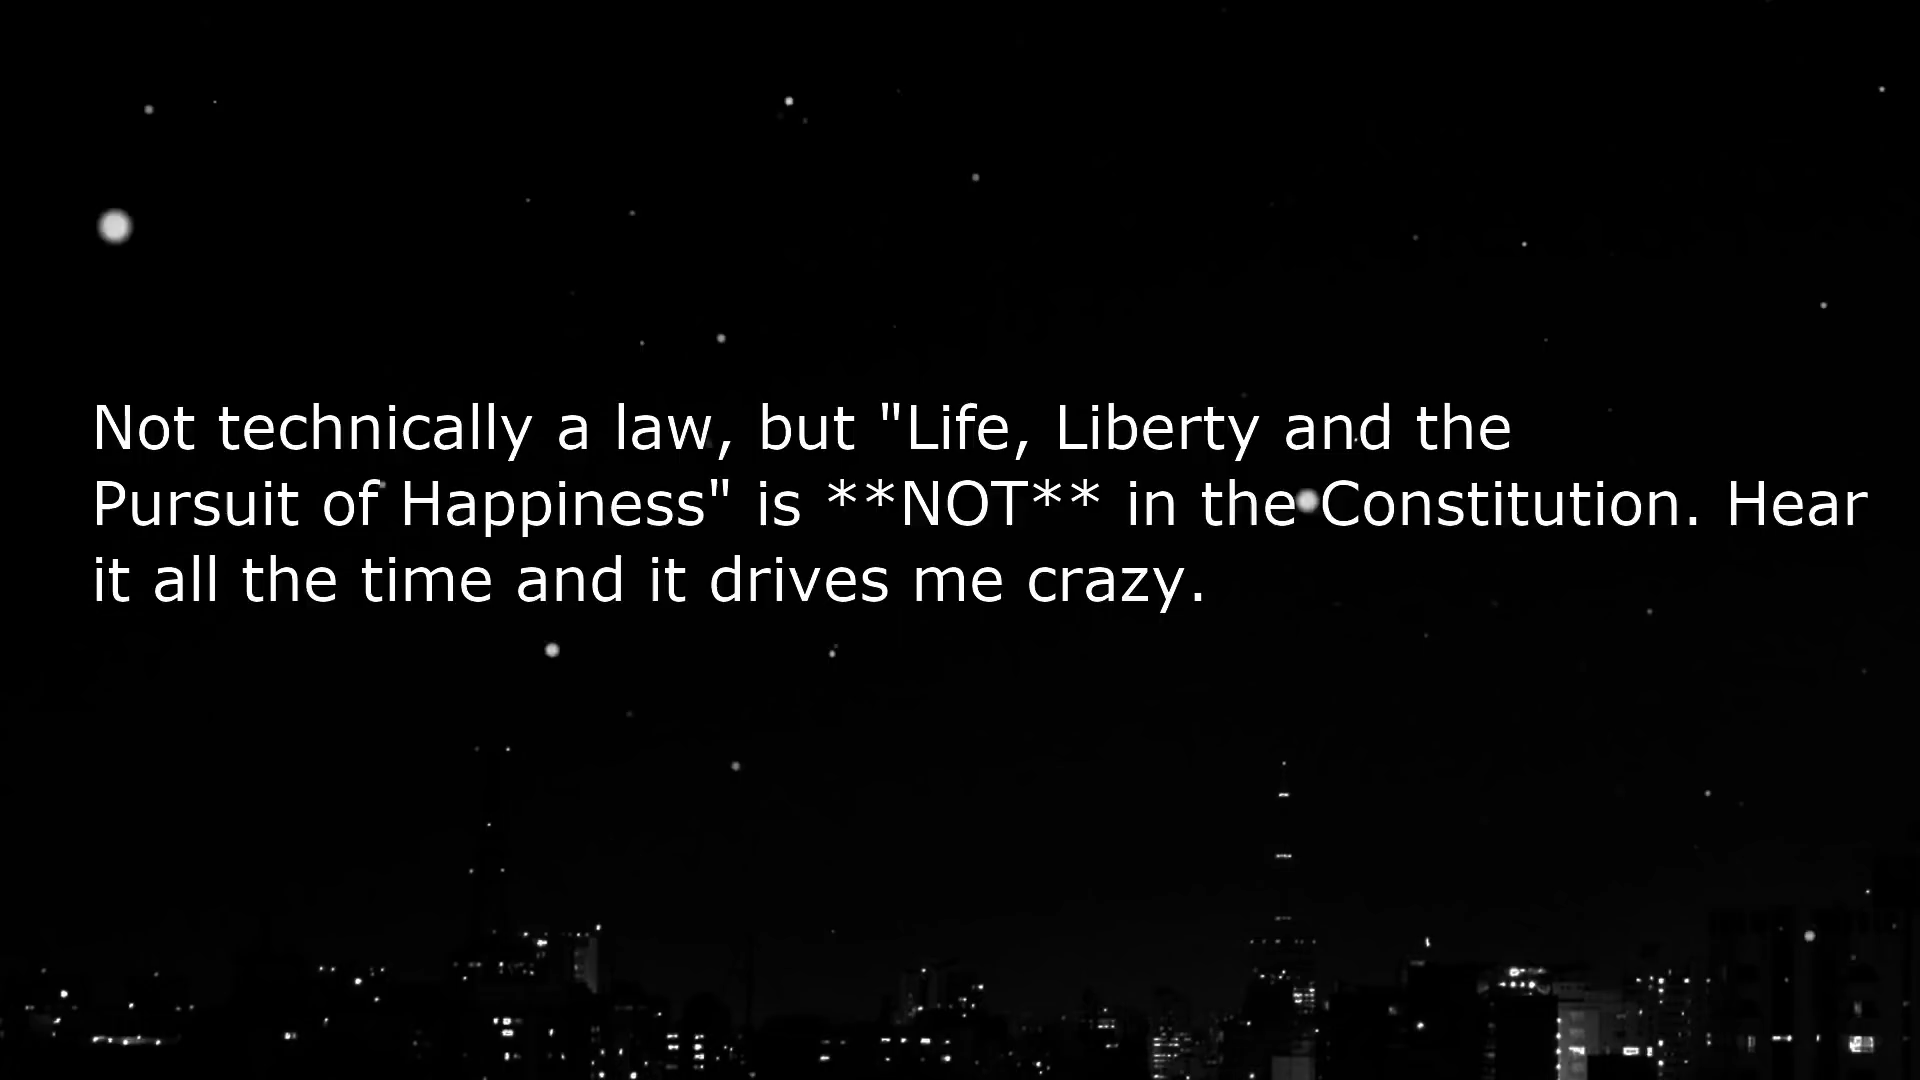 Not technically a law, but "Life, Liberty and the
Pursuit of Happiness" is **NOT** in the Constitution. Hear
it all the time and it drives me crazy.